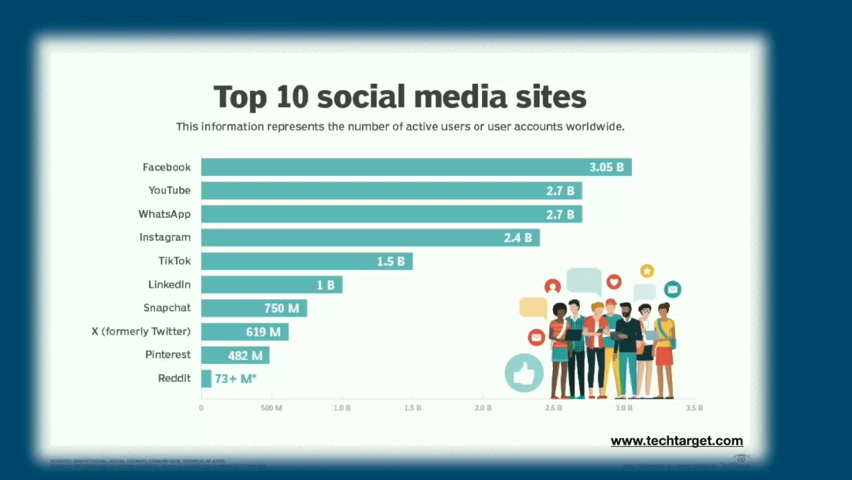 Top 10 social media sites
This information represents the number of active users or user accounts worldwide.
Facebook 3.05 B
YouTube 2.7 B
WhatsApp 2.7 B
Instagram 2.4 B
TikTok 1.5 B
LinkedIn 1 B
Snapchat 750 M
X (formerly Twitter) 619 M
Pinterest 482 M
Reddit 73+ M*
0 500 M 1.0 B 1.5 B 2.0 B 2.5 B 3.0 B 3.5 B
www.techtarget.com